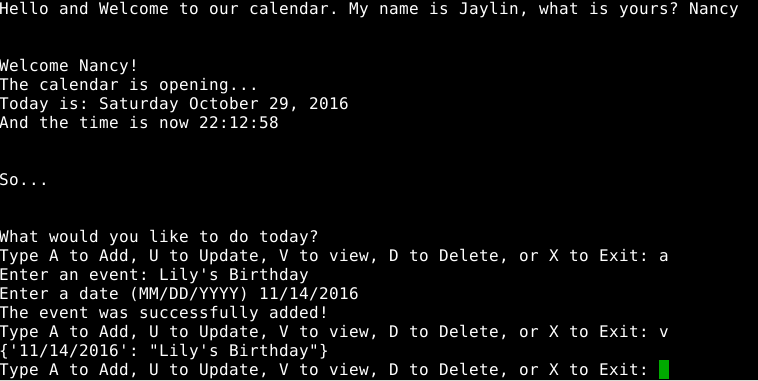 Hello and Welcome to our calendar. My name is Jaylin, what is yours? Nancy
Welcome Nancy!
The calendar is opening...
Today is: Saturday October 29, 2016
And the time is now 22:12:58
So...
What would you like to do today?
Type A to Add, U to Update, V to view, D to Delete, or X to Exit: a
Enter an event: Lily's Birthday
Enter a date (MM/DD/YYYY) 11/14/2016
The event was successfully added!
Type A to Add, U to Update, V to view, D to Delete, or X to Exit: v
{'11/14/2016': "Lily's Birthday"}
Type A to Add, U to Update, V to view, D to Delete, or X to Exit: